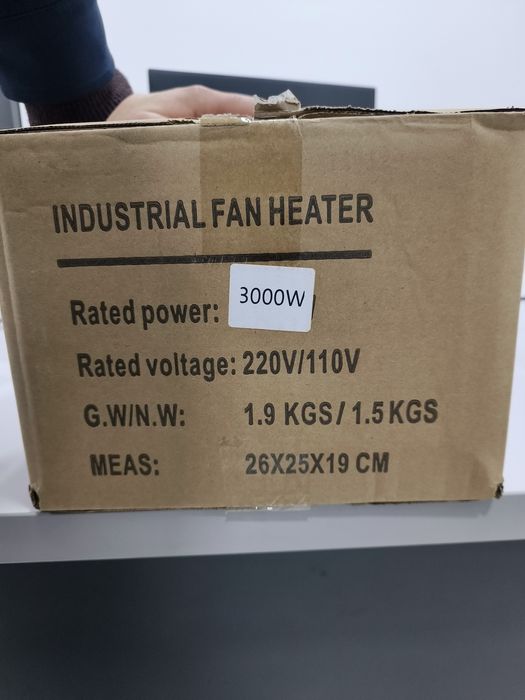 INDUSTRIAL FAN HEATER
Rated power: 3000W
Rated voltage: 220V/110V
G.W/N.W: 1.9 KGS / 1.5 KGS
MEAS: 26X25X19 CM